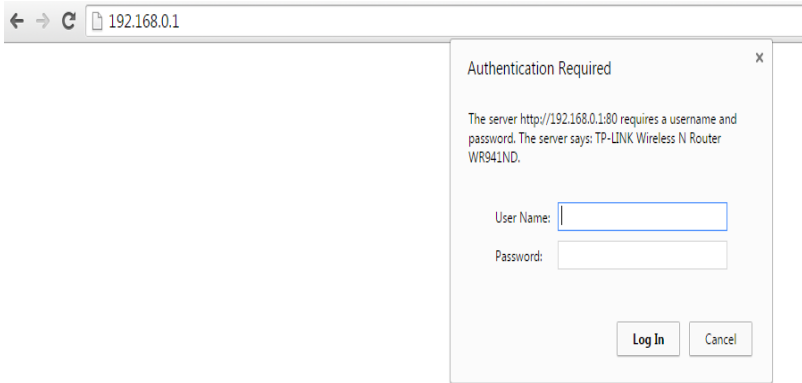 192.168.0.1
Authentication Required
The server http://192.168.0.1:80 requires a username and
password. The server says: TP-LINK Wireless N Router
WR941ND.
User Name:
Password:
Log In Cancel